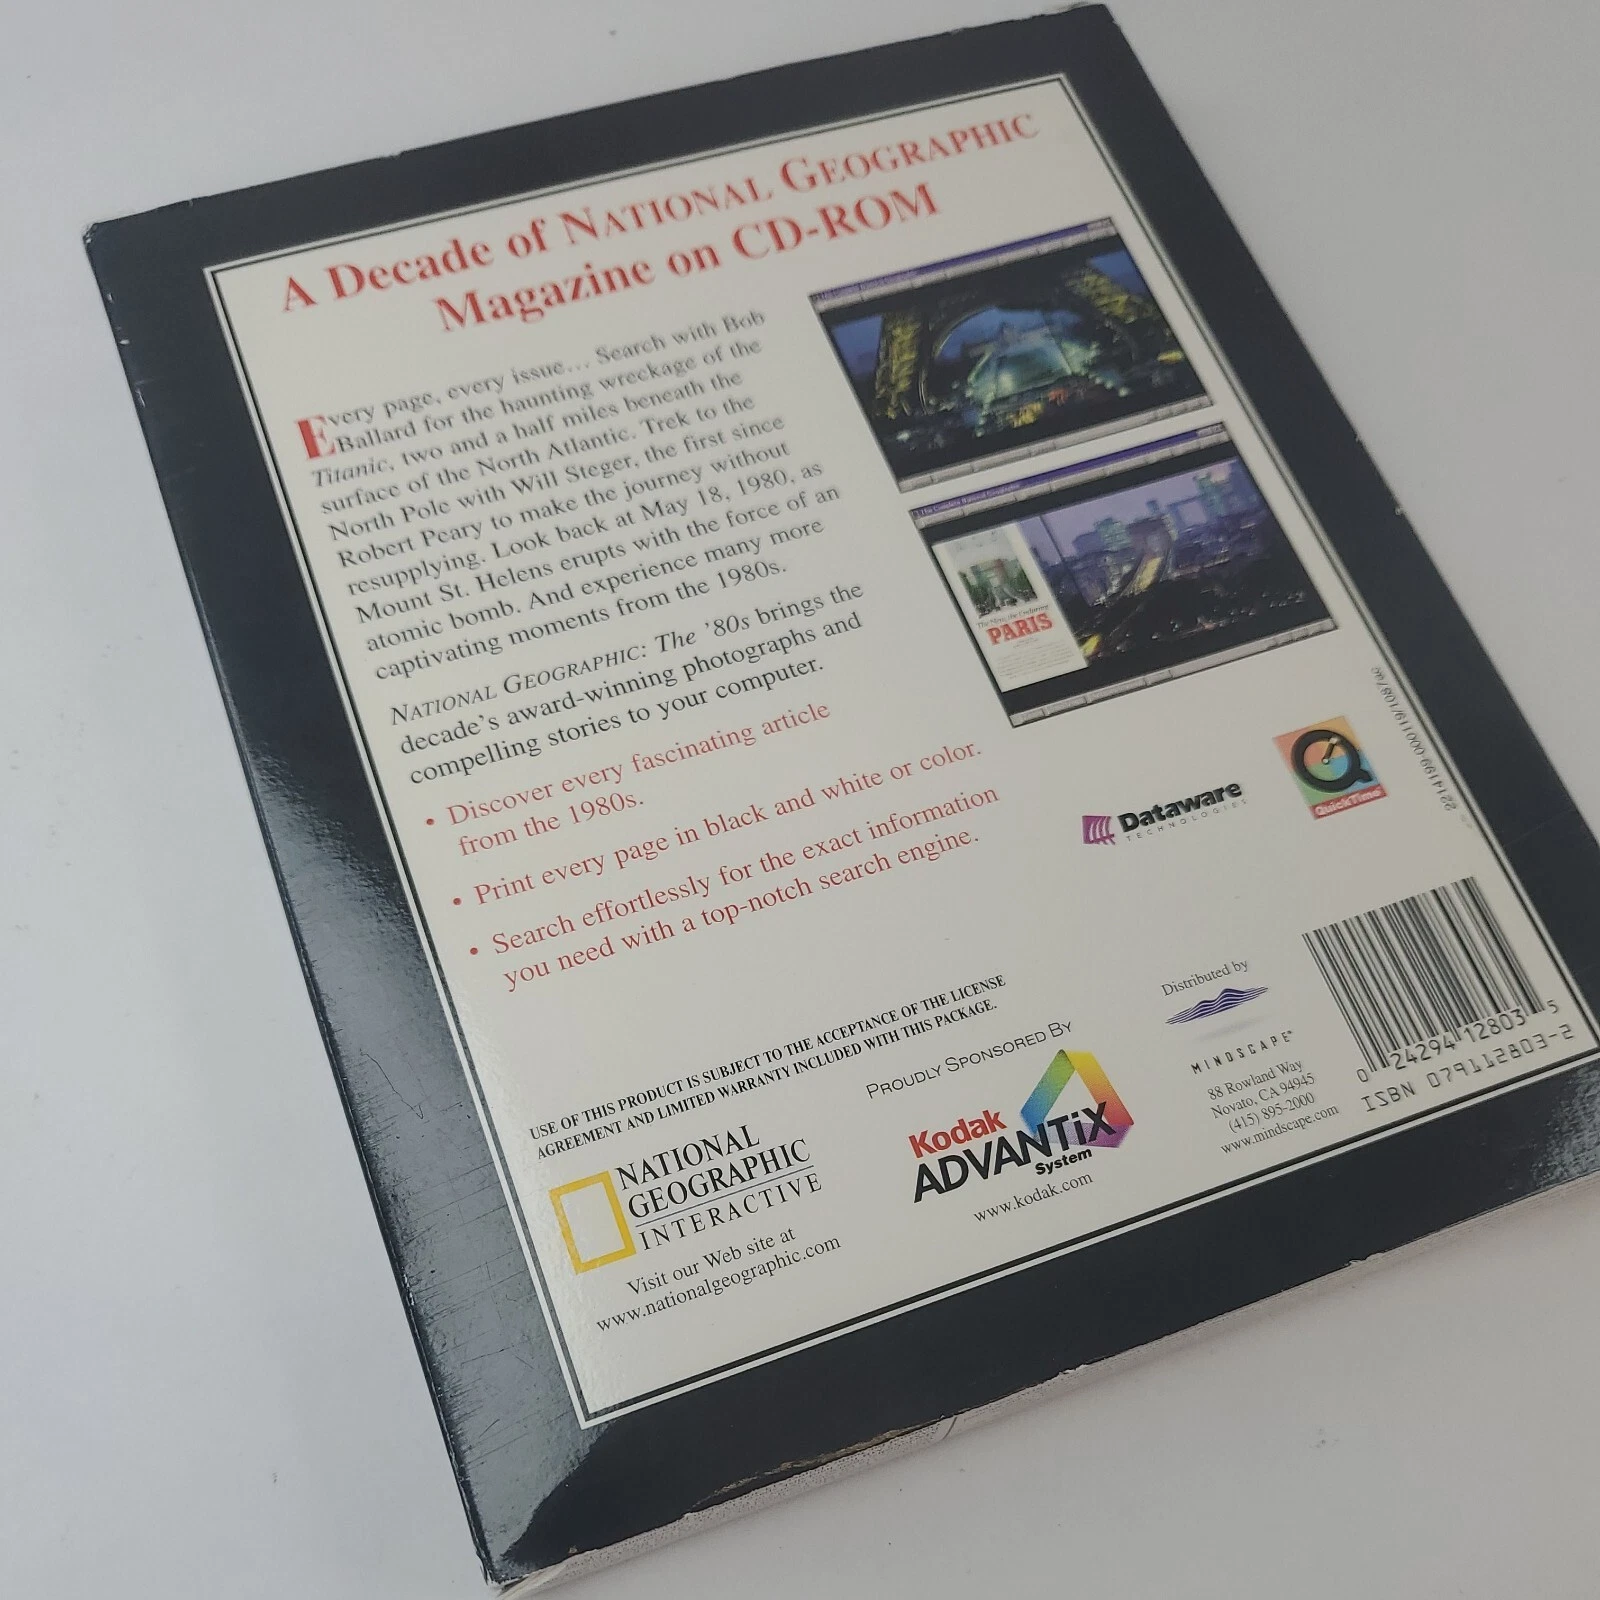 A Decade of NATIONAL GEOGRAPHIC
Magazine on CD-ROM
Every page, every issue... Search with Bob
Ballard for the haunting wreckage of the
Titanic, two and a half miles beneath the
surface of the North Atlantic. Trek to the
North Pole with Will Steger, the first since
Robert Peary to make the journey without
resupplying. Look back at May 18, 1980, as
Mount St. Helens erupts with the force of an
atomic bomb. And experience many more
captivating moments from the 1980s.
NATIONAL GEOGRAPHIC: The '80s brings the
decade's award-winning photographs and
compelling stories to your computer.
• Discover every fascinating article
from the 1980s.
• Print every page in black and white or color.
• Search effortlessly for the exact information
you need with a top-notch search engine.
The Complete National Geographic
PARIS
Dataware
TECHNOLOGIES
QuickTime
USE OF THIS PRODUCT IS SUBJECT TO THE ACCEPTANCE OF THE LICENSE
AGREEMENT AND LIMITED WARRANTY INCLUDED WITH THIS PACKAGE.
NATIONAL
GEOGRAPHIC
INTERACTIVE
Visit our Web site at
www.nationalgeographic.com
PROUDLY SPONSORED BY
Kodak
ADVANTiX
System
www.kodak.com
Distributed by
MINDSCAPE
88 Rowland Way
Novato, CA 94945
(415) 895-2000
www.mindscape.com
0 24294 12803 5
ISBN 079112803-2